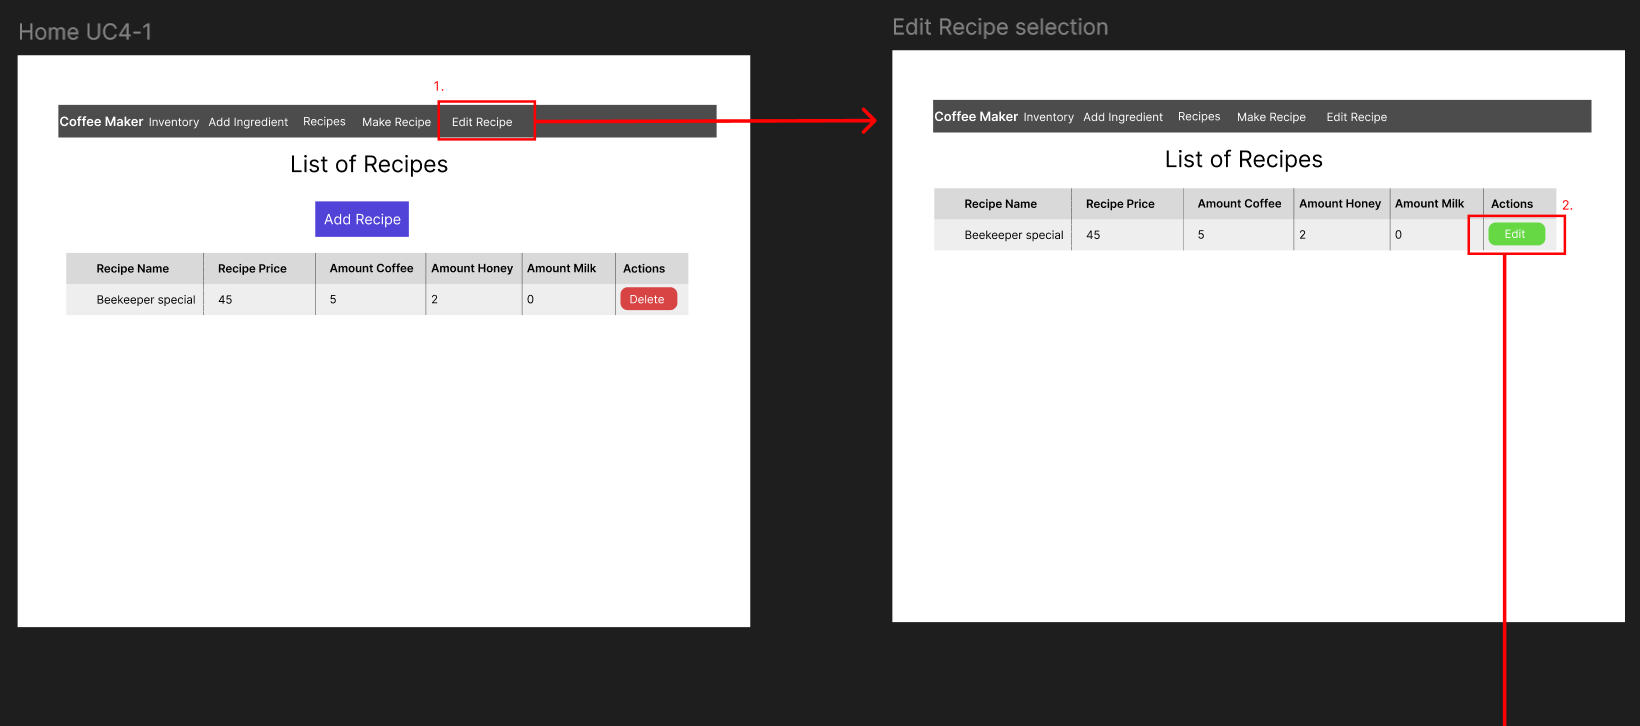 Home UC4-1
1.
Coffee Maker Inventory Add Ingredient Recipes Make Recipe Edit Recipe
List of Recipes
Add Recipe
Recipe Name Recipe Price Amount Coffee Amount Honey Amount Milk Actions
Beekeeper special 45 5 2 0 Delete
Edit Recipe selection
Coffee Maker Inventory Add Ingredient Recipes Make Recipe Edit Recipe
List of Recipes
Recipe Name Recipe Price Amount Coffee Amount Honey Amount Milk Actions
2.
Beekeeper special 45 5 2 0 Edit